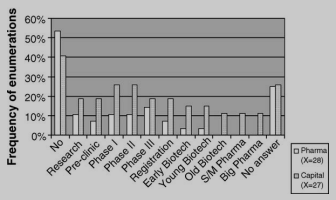 Frequency of enumerations
60%
50%
40%
30%
20%
10%
0%
No
Research
Pre-clinic
Phase I
Phase II
Phase III
Registration
Early Biotech
Young Biotech
Old Biotech
S/M Pharma
Big Pharma
No answer
Pharma
(X=28)
Capital
(X=27)